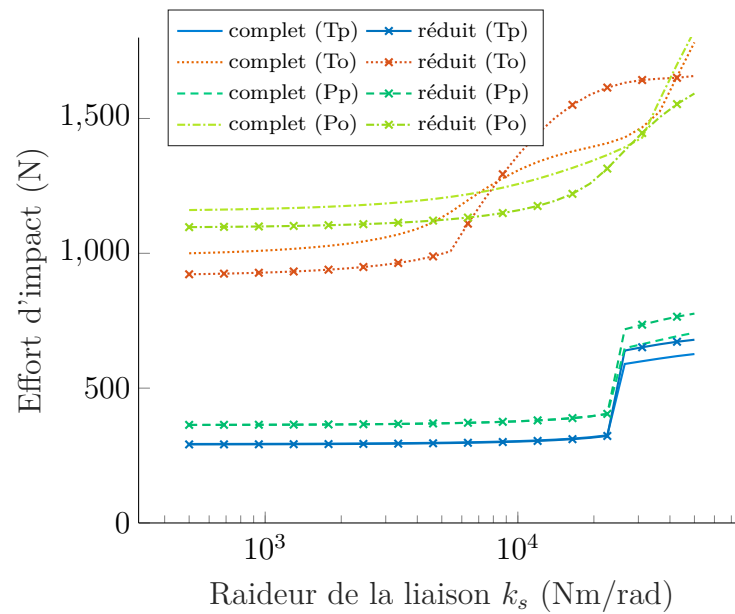 complet (Tp) réduit (Tp)
complet (To) réduit (To)
complet (Pp) réduit (Pp)
complet (Po) réduit (Po)
1,500
1,000
500
0
Effort d'impact (N)
10³ 10⁴
Raideur de la liaison kₛ (Nm/rad)